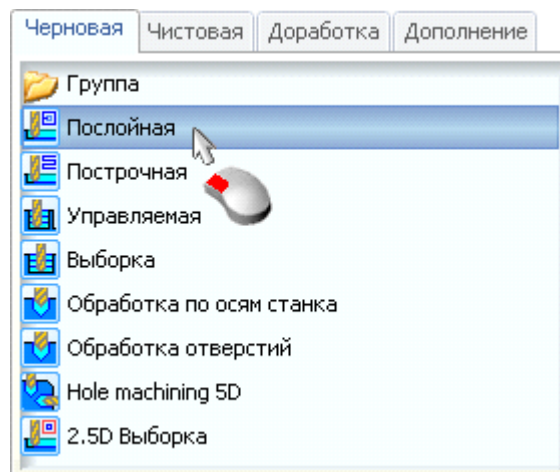 Черновая Чистовая Доработка Дополнение
Группа
Послойная
Построчная
Управляемая
Выборка
Обработка по осям станка
Обработка отверстий
Hole machining 5D
2.5D Выборка